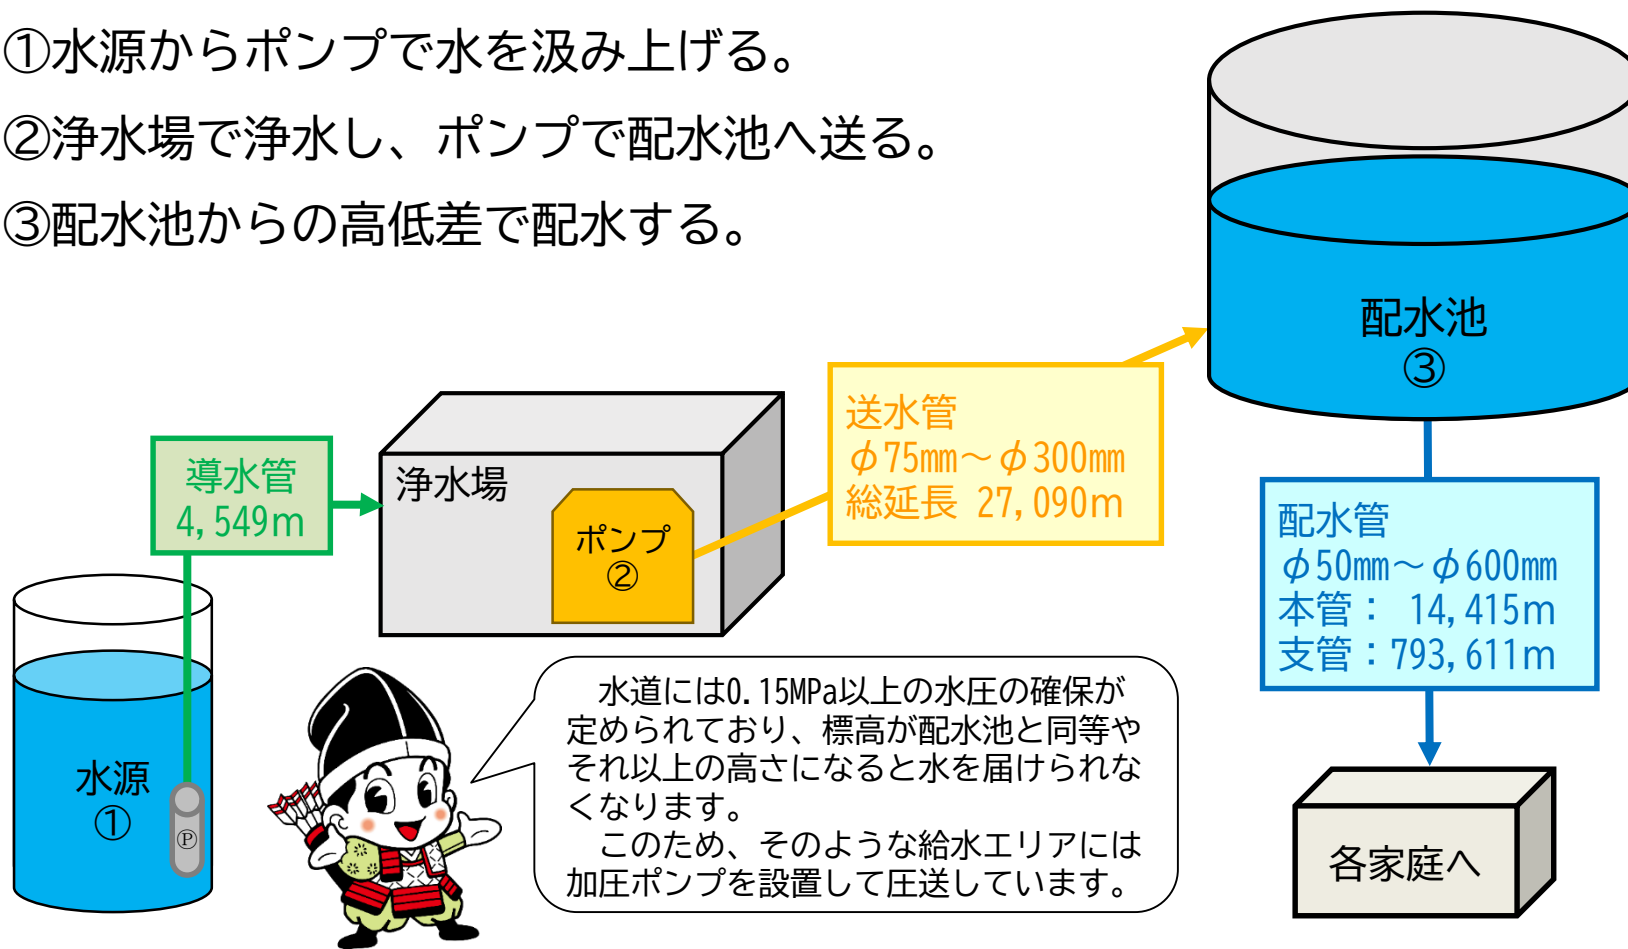 ①水源からポンプで水を汲み上げる。
②浄水場で浄水し、ポンプで配水池へ送る。
③配水池からの高低差で配水する。
配水池
③
送水管
φ75㎜～φ300㎜
総延長 27,090ｍ
導水管
4,549ｍ
浄水場
ポンプ
②
配水管
φ50㎜～φ600㎜
本管： 14,415ｍ
支管：793,611ｍ
水源
①
Ⓟ
水道には0.15MPa以上の水圧の確保が
定められており、標高が配水池と同等や
それ以上の高さになると水を届けられな
くなります。
このため、そのような給水エリアには
加圧ポンプを設置して圧送しています。
各家庭へ